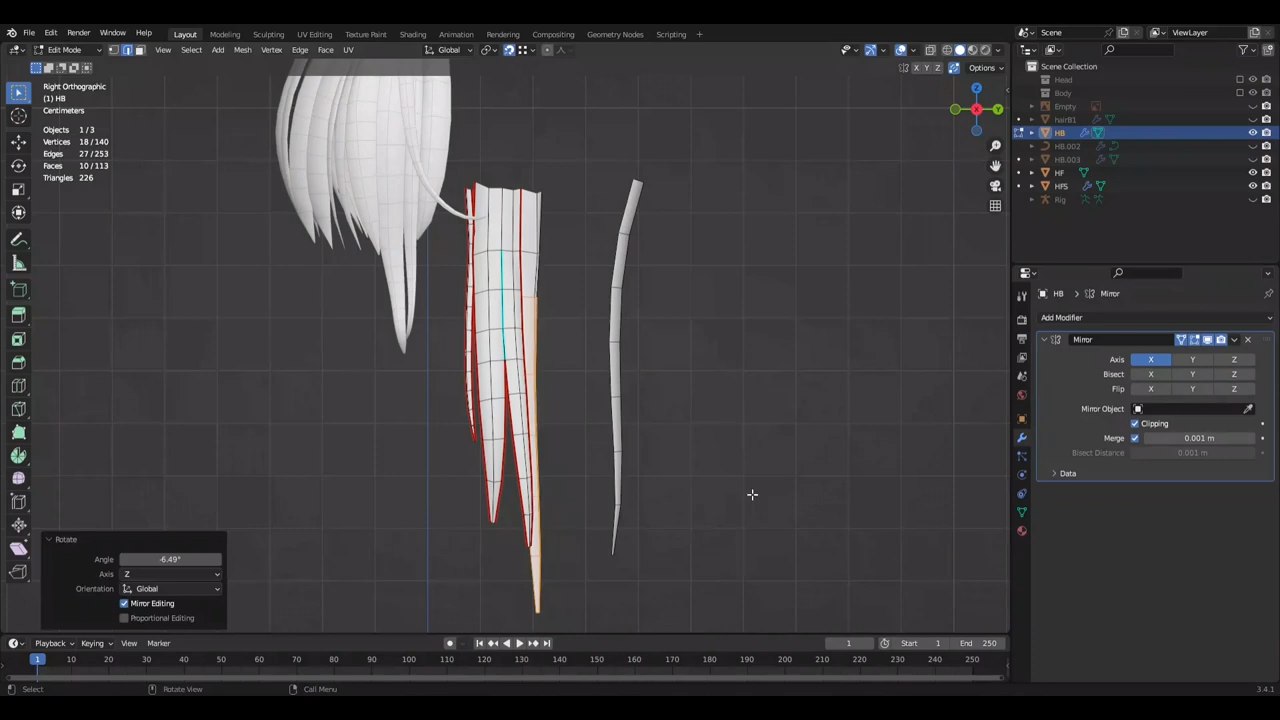 File Edit Render Window Help Layout Modeling Sculpting UV Editing Texture Paint Shading Animation Rendering Compositing Geometry Nodes Scripting + Scene ViewLayer
Edit Mode View Select Add Mesh Vertex Edge Face UV Global
X Y Z Options
Right Orthographic
(1) HB
Centimeters
Objects 1/3
Vertices 18/140
Edges 27/253
Faces 10/113
Triangles 226
Z
Y
X
Scene Collection
Head
Body
Empty
hairB1
HB
HB.002
HB.003
HF
HFS
Rig
HB > Mirror
Add Modifier
Mirror
Axis X Y Z
Bisect X Y Z
Flip X Y Z
Mirror Object
Clipping
Merge 0.001 m
Bisect Distance 0.001 m
Data
Rotate
Angle -6.49°
Axis Z
Orientation Global
Mirror Editing
Proportional Editing
Playback Keying View Marker 1 Start 1 End 250
1 10 20 30 40 50 60 70 80 90 100 110 120 130 140 150 160 170 180 190 200 210 220 230 240 250
Select Rotate View Call Menu 3.4.1